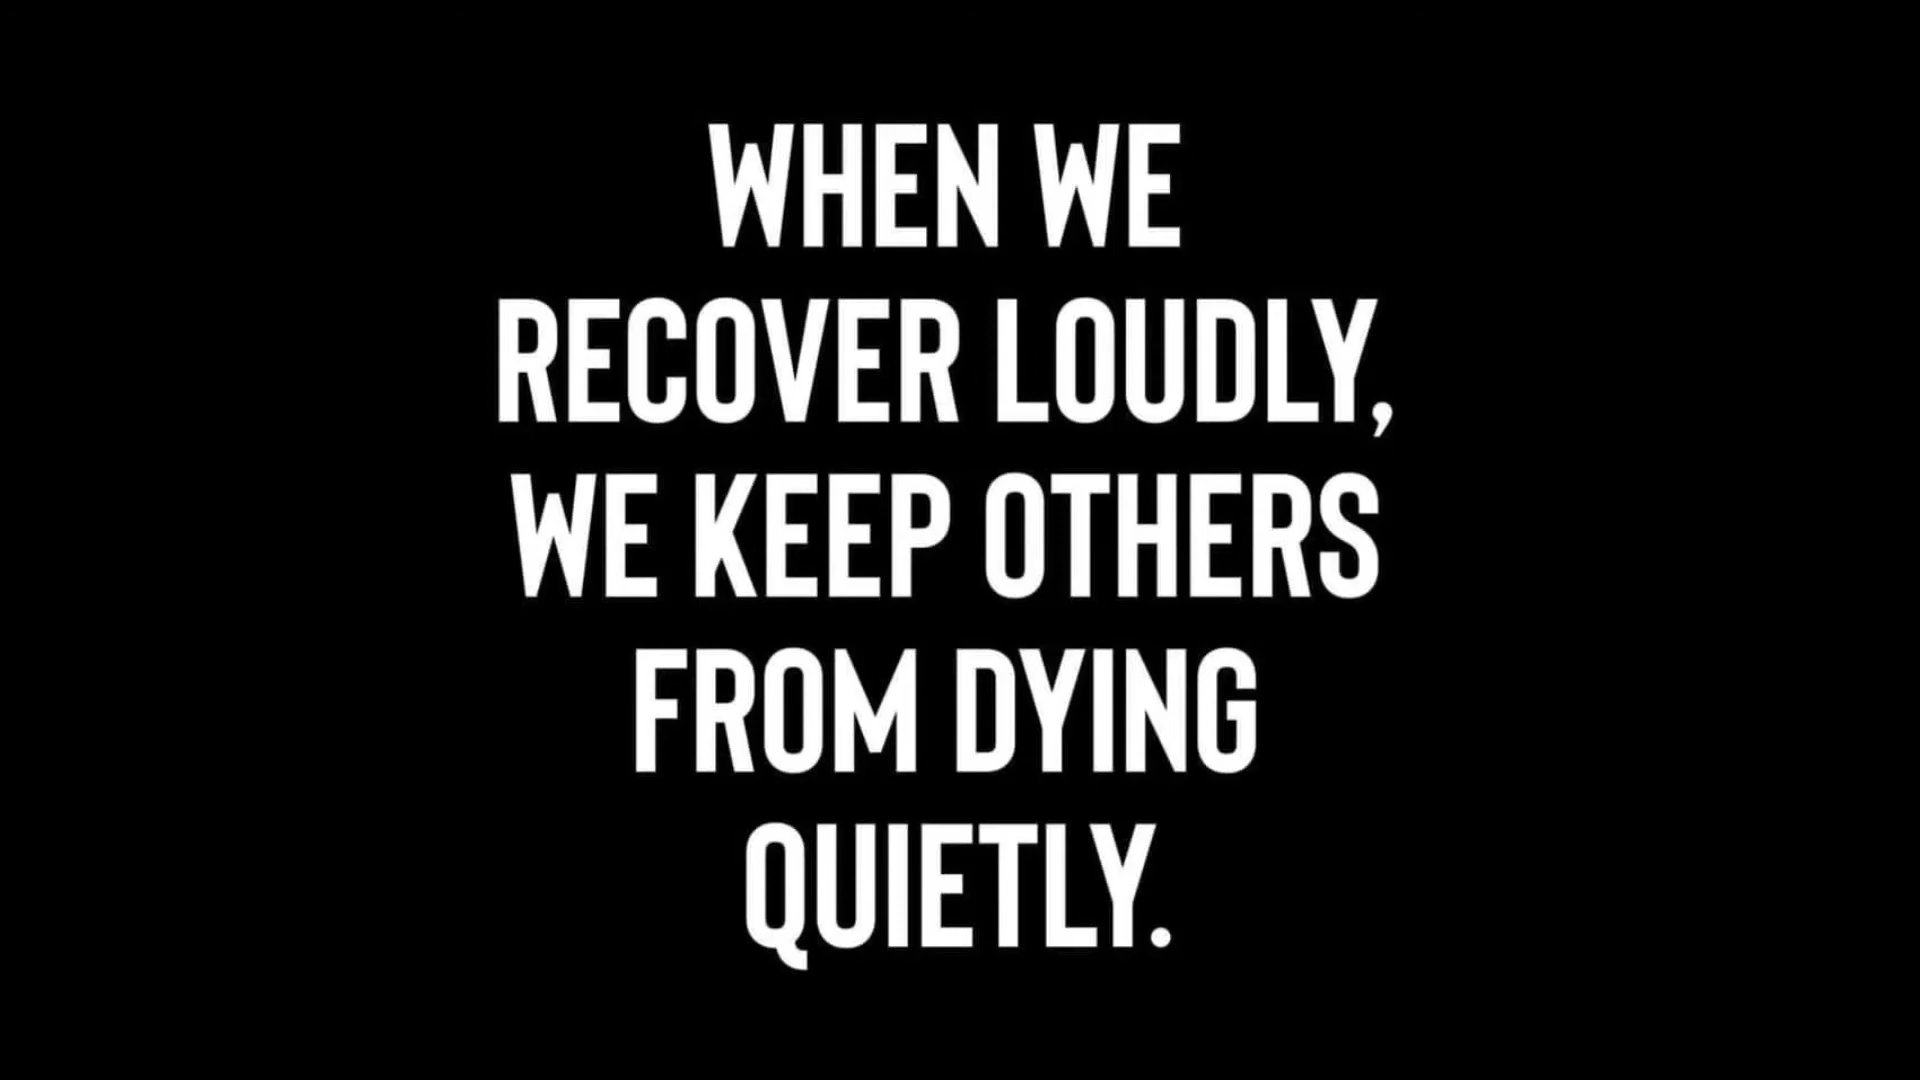 WHEN WE
RECOVER LOUDLY,
WE KEEP OTHERS
FROM DYING
QUIETLY.